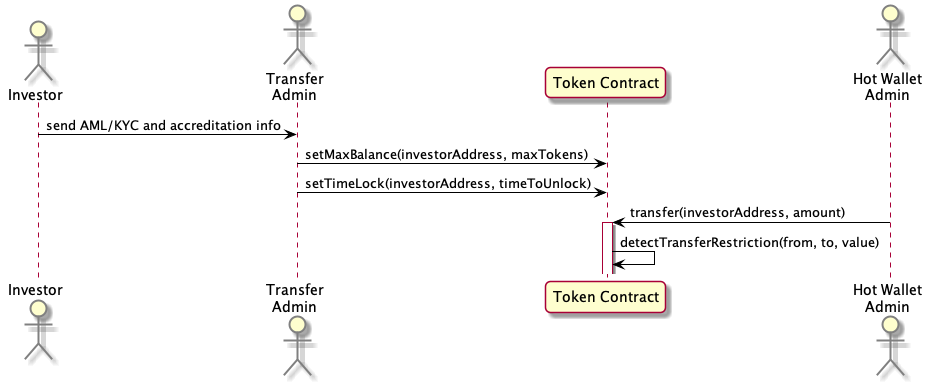 Investor
Transfer
Admin
Token Contract
Hot Wallet
Admin
send AML/KYC and accreditation info
setMaxBalance(investorAddress, maxTokens)
setTimeLock(investorAddress, timeToUnlock)
transfer(investorAddress, amount)
detectTransferRestriction(from, to, value)
Investor
Transfer
Admin
Token Contract
Hot Wallet
Admin